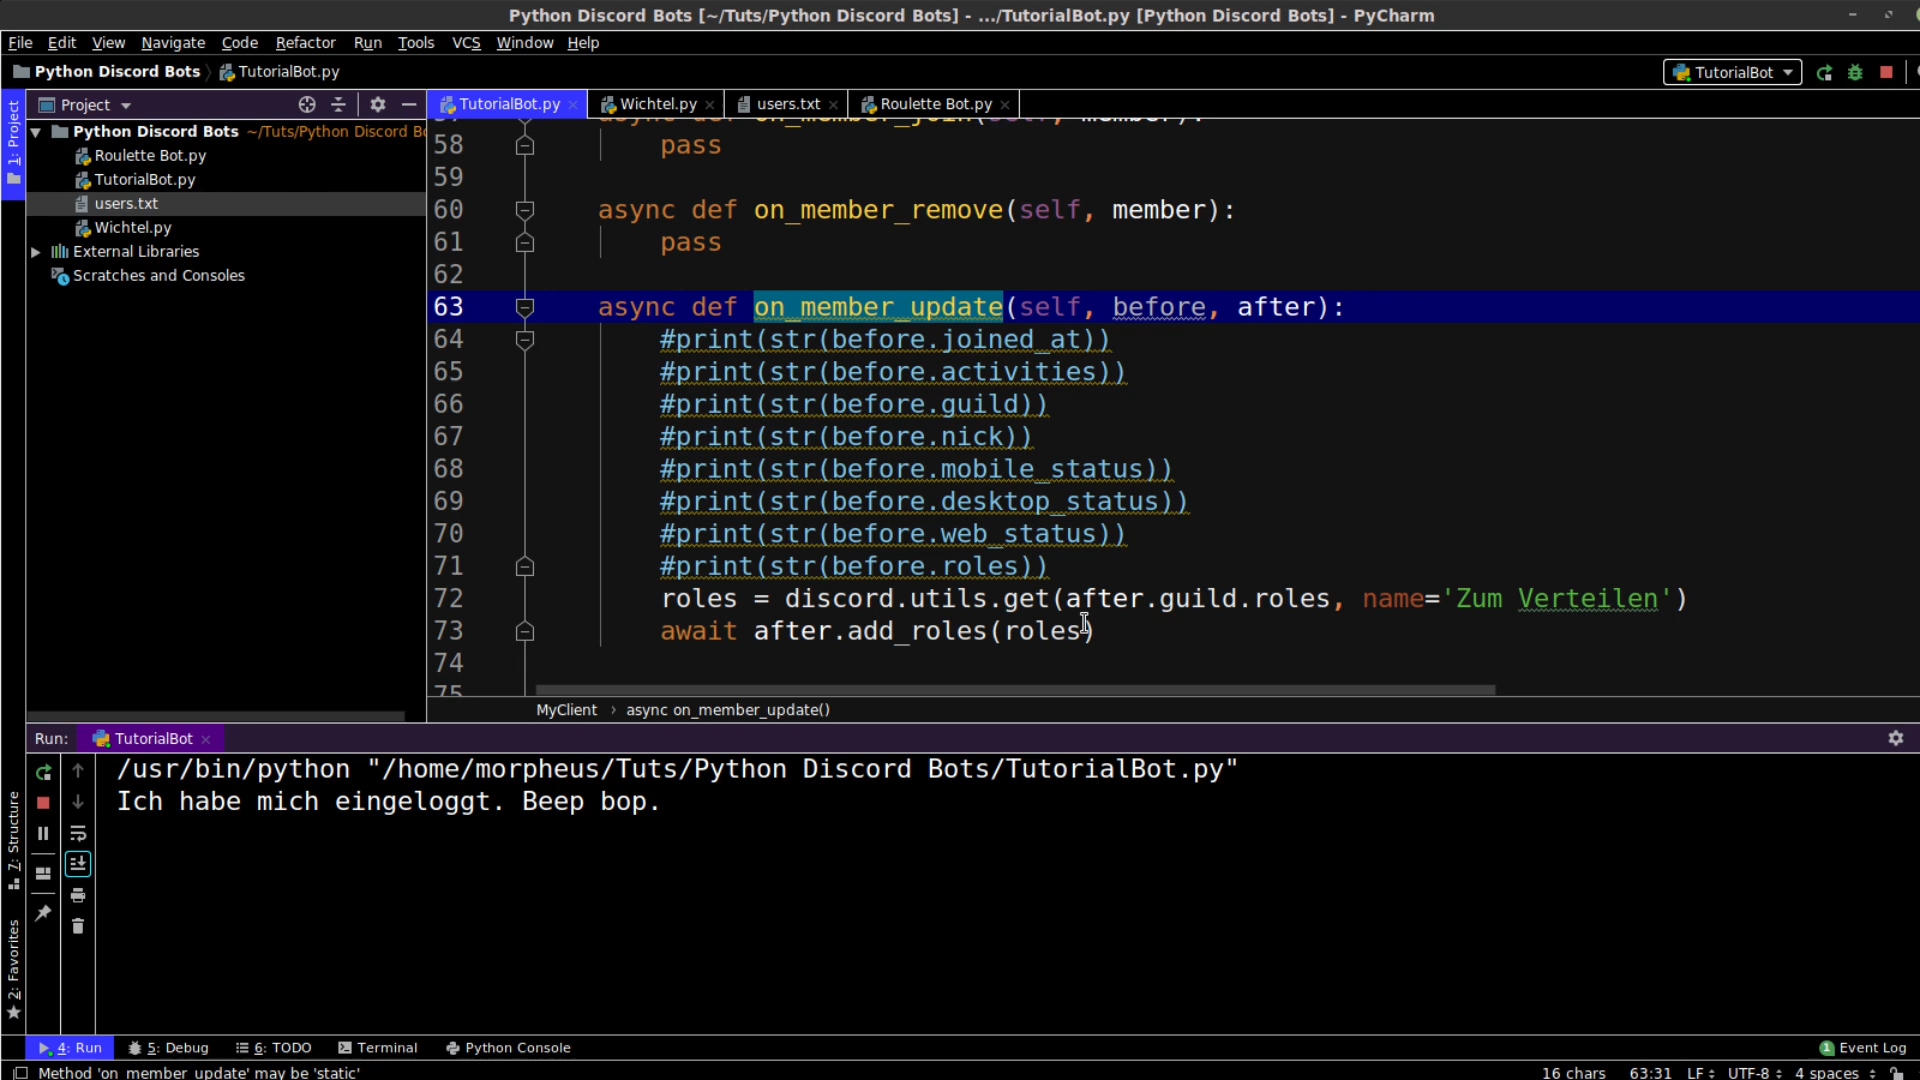 Python Discord Bots [~/Tuts/Python Discord Bots] - .../TutorialBot.py [Python Discord Bots] - PyCharm
File Edit View Navigate Code Refactor Run Tools VCS Window Help
Python Discord Bots TutorialBot.py
TutorialBot
1: Project
Project
TutorialBot.py Wichtel.py users.txt Roulette Bot.py
Python Discord Bots ~/Tuts/Python Discord Bo
Roulette Bot.py
TutorialBot.py
users.txt
Wichtel.py
External Libraries
Scratches and Consoles
57 async def on_member_join(self, member):
58 pass
59
60 async def on_member_remove(self, member):
61 pass
62
63 async def on_member_update(self, before, after):
64 #print(str(before.joined_at))
65 #print(str(before.activities))
66 #print(str(before.guild))
67 #print(str(before.nick))
68 #print(str(before.mobile_status))
69 #print(str(before.desktop_status))
70 #print(str(before.web_status))
71 #print(str(before.roles))
72 roles = discord.utils.get(after.guild.roles, name='Zum Verteilen')
73 await after.add_roles(roles)
74
75
MyClient › async on_member_update()
Run: TutorialBot
/usr/bin/python "/home/morpheus/Tuts/Python Discord Bots/TutorialBot.py"
Ich habe mich eingeloggt. Beep bop.
7: Structure
2: Favorites
4: Run 5: Debug 6: TODO Terminal Python Console 1 Event Log
Method 'on_member_update' may be 'static' 16 chars 63:31 LF UTF-8 4 spaces